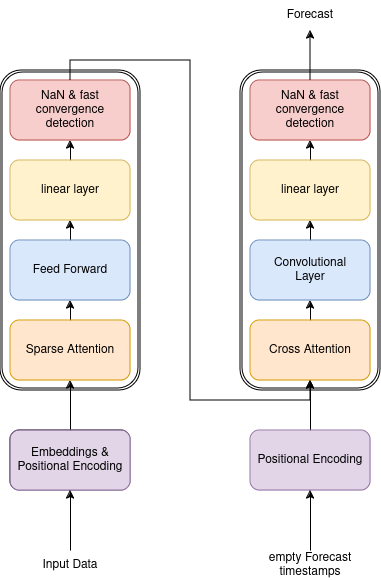 Forecast
NaN & fast
convergence
detection
linear layer
Feed Forward
Sparse Attention
Embeddings &
Positional Encoding
Input Data
NaN & fast
convergence
detection
linear layer
Convolutional
Layer
Cross Attention
Positional Encoding
empty Forecast
timestamps